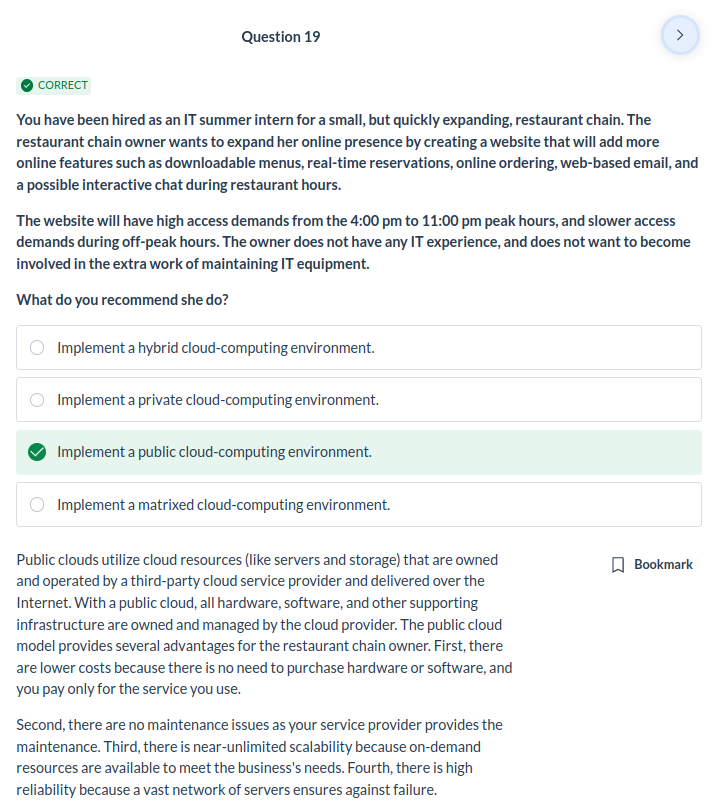 Question 19
CORRECT
You have been hired as an IT summer intern for a small, but quickly expanding, restaurant chain. The
restaurant chain owner wants to expand her online presence by creating a website that will add more
online features such as downloadable menus, real-time reservations, online ordering, web-based email, and
a possible interactive chat during restaurant hours.
The website will have high access demands from the 4:00 pm to 11:00 pm peak hours, and slower access
demands during off-peak hours. The owner does not have any IT experience, and does not want to become
involved in the extra work of maintaining IT equipment.
What do you recommend she do?
Implement a hybrid cloud-computing environment.
Implement a private cloud-computing environment.
Implement a public cloud-computing environment.
Implement a matrixed cloud-computing environment.
Public clouds utilize cloud resources (like servers and storage) that are owned
and operated by a third-party cloud service provider and delivered over the
Internet. With a public cloud, all hardware, software, and other supporting
infrastructure are owned and managed by the cloud provider. The public cloud
model provides several advantages for the restaurant chain owner. First, there
are lower costs because there is no need to purchase hardware or software, and
you pay only for the service you use.
Bookmark
Second, there are no maintenance issues as your service provider provides the
maintenance. Third, there is near-unlimited scalability because on-demand
resources are available to meet the business's needs. Fourth, there is high
reliability because a vast network of servers ensures against failure.